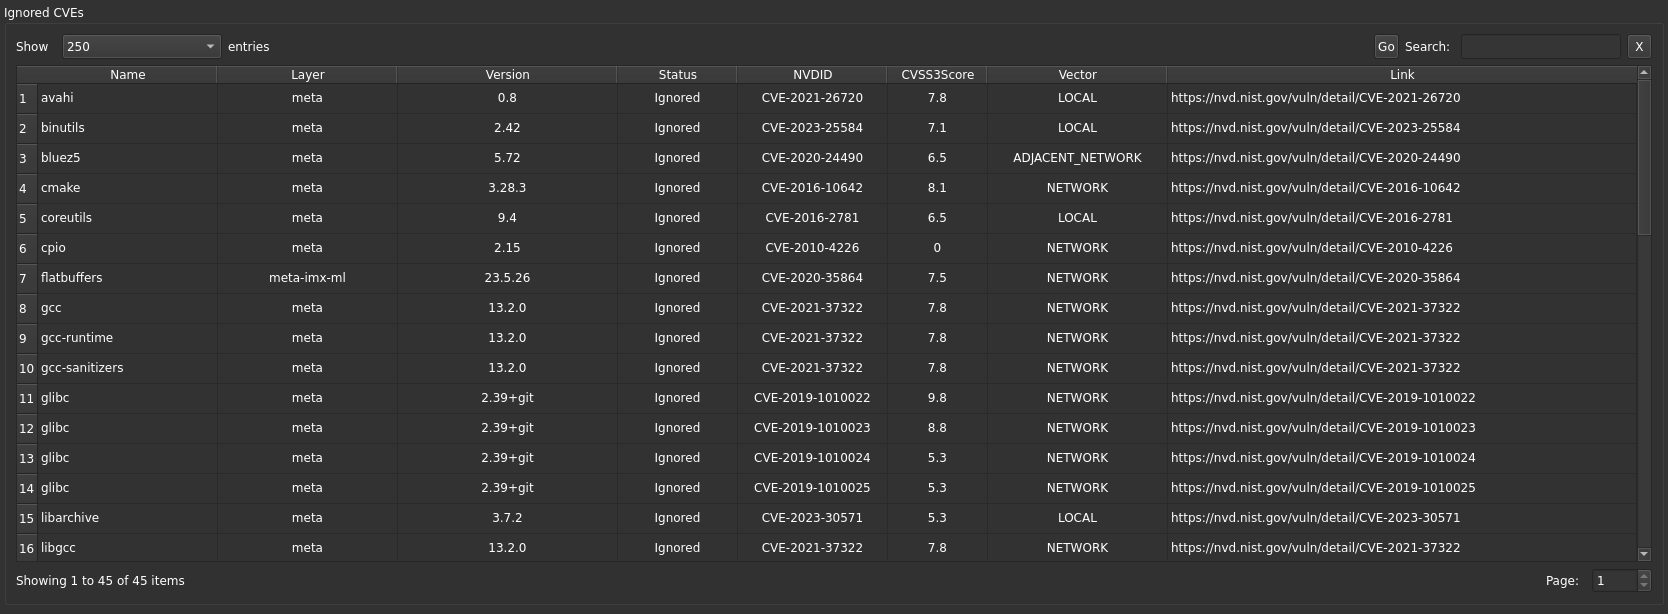 Ignored CVEs
Show 250 entries Go Search: X
Name Layer Version Status NVDID CVSS3Score Vector Link
1 avahi meta 0.8 Ignored CVE-2021-26720 7.8 LOCAL https://nvd.nist.gov/vuln/detail/CVE-2021-26720
2 binutils meta 2.42 Ignored CVE-2023-25584 7.1 LOCAL https://nvd.nist.gov/vuln/detail/CVE-2023-25584
3 bluez5 meta 5.72 Ignored CVE-2020-24490 6.5 ADJACENT_NETWORK https://nvd.nist.gov/vuln/detail/CVE-2020-24490
4 cmake meta 3.28.3 Ignored CVE-2016-10642 8.1 NETWORK https://nvd.nist.gov/vuln/detail/CVE-2016-10642
5 coreutils meta 9.4 Ignored CVE-2016-2781 6.5 LOCAL https://nvd.nist.gov/vuln/detail/CVE-2016-2781
6 cpio meta 2.15 Ignored CVE-2010-4226 0 NETWORK https://nvd.nist.gov/vuln/detail/CVE-2010-4226
7 flatbuffers meta-imx-ml 23.5.26 Ignored CVE-2020-35864 7.5 NETWORK https://nvd.nist.gov/vuln/detail/CVE-2020-35864
8 gcc meta 13.2.0 Ignored CVE-2021-37322 7.8 NETWORK https://nvd.nist.gov/vuln/detail/CVE-2021-37322
9 gcc-runtime meta 13.2.0 Ignored CVE-2021-37322 7.8 NETWORK https://nvd.nist.gov/vuln/detail/CVE-2021-37322
10 gcc-sanitizers meta 13.2.0 Ignored CVE-2021-37322 7.8 NETWORK https://nvd.nist.gov/vuln/detail/CVE-2021-37322
11 glibc meta 2.39+git Ignored CVE-2019-1010022 9.8 NETWORK https://nvd.nist.gov/vuln/detail/CVE-2019-1010022
12 glibc meta 2.39+git Ignored CVE-2019-1010023 8.8 NETWORK https://nvd.nist.gov/vuln/detail/CVE-2019-1010023
13 glibc meta 2.39+git Ignored CVE-2019-1010024 5.3 NETWORK https://nvd.nist.gov/vuln/detail/CVE-2019-1010024
14 glibc meta 2.39+git Ignored CVE-2019-1010025 5.3 NETWORK https://nvd.nist.gov/vuln/detail/CVE-2019-1010025
15 libarchive meta 3.7.2 Ignored CVE-2023-30571 5.3 LOCAL https://nvd.nist.gov/vuln/detail/CVE-2023-30571
16 libgcc meta 13.2.0 Ignored CVE-2021-37322 7.8 NETWORK https://nvd.nist.gov/vuln/detail/CVE-2021-37322
Showing 1 to 45 of 45 items Page: 1